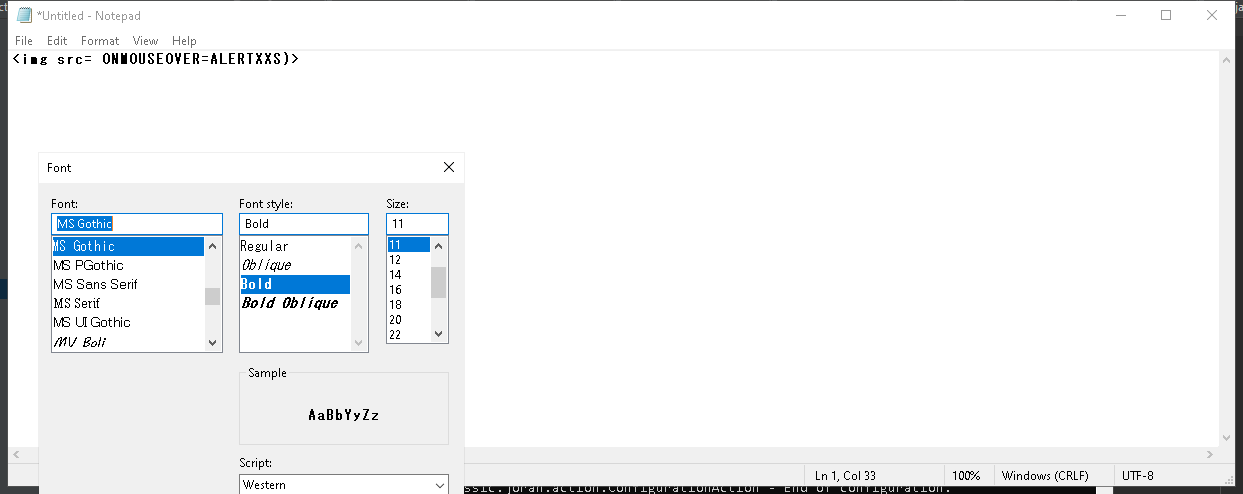 *Untitled - Notepad
File Edit Format View Help
<img src= ONMOUSEOVER=ALERTXXS)>
Font
Font: Font style: Size:
MS Gothic Bold 11
MS Gothic Regular 11
MS PGothic Oblique 12
MS Sans Serif Bold 14
MS Serif Bold Oblique 16
MS UI Gothic 18
MV Boli 20
22
Sample
AaBbYyZz
Script:
Western
Ln 1, Col 33 100% Windows (CRLF) UTF-8
ssic.joran.action.ConfigurationAction - End of configuration.